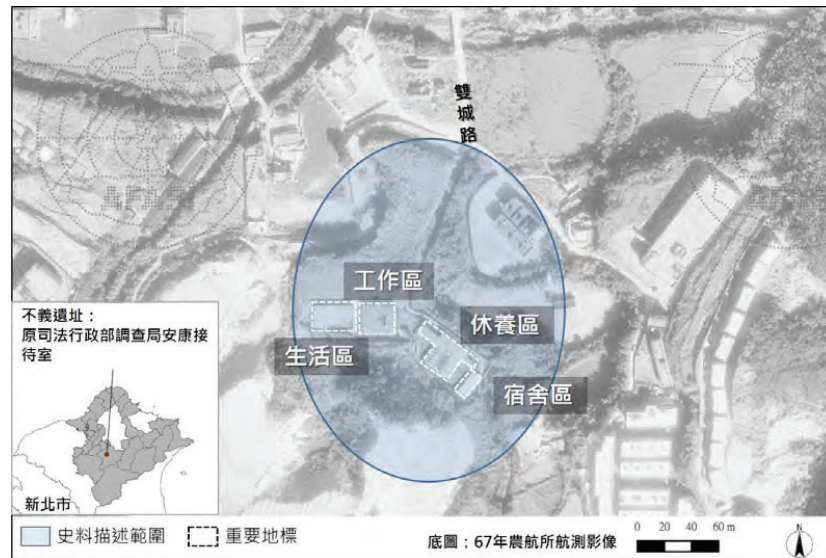 雙城路
工作區
休養區
生活區
宿舍區
不義遺址：
原司法行政部調查局安康接
待室
新北市
史料描述範圍
重要地標
底圖：67年農航所航測影像
0 20 40 60 m
N